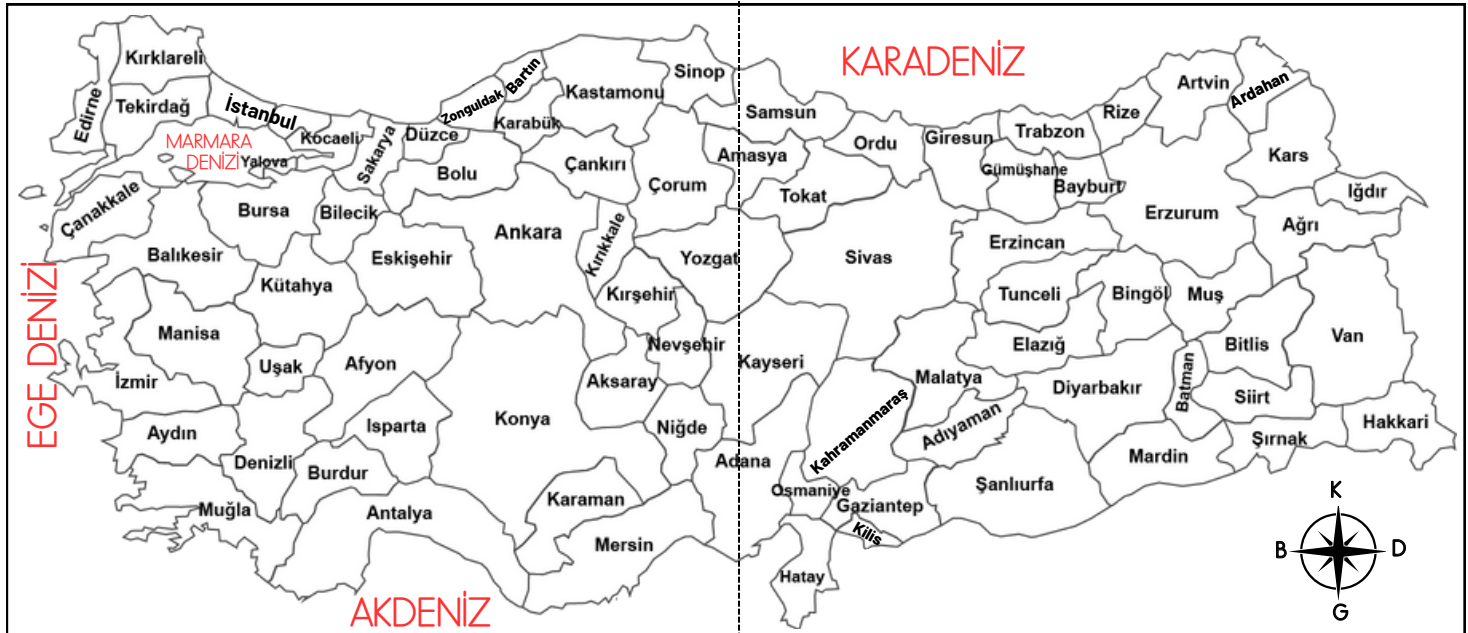 KARADENİZ
Kırklareli
Edirne
Tekirdağ
İstanbul
Kocaeli
MARMARA
DENİZİ
Yalova
Sakarya
Düzce
Zonguldak
Bartın
Karabük
Kastamonu
Sinop
Samsun
Ordu
Giresun
Trabzon
Rize
Artvin
Ardahan
Kars
Iğdır
Çanakkale
Bursa
Bilecik
Bolu
Çankırı
Çorum
Amasya
Tokat
Gümüşhane
Bayburt
Erzurum
Ağrı
Balıkesir
Kütahya
Eskişehir
Ankara
Kırıkkale
Yozgat
Sivas
Erzincan
Tunceli
Bingöl
Muş
Bitlis
Van
EGE DENİZİ
Manisa
Uşak
Afyon
Kırşehir
Nevşehir
Kayseri
Malatya
Elazığ
Diyarbakır
Batman
Siirt
Hakkari
İzmir
Aydın
Denizli
Isparta
Burdur
Konya
Aksaray
Niğde
Adana
Kahramanmaraş
Adıyaman
Şanlıurfa
Mardin
Şırnak
Muğla
Antalya
Karaman
Mersin
Osmaniye
Gaziantep
Kilis
Hatay
AKDENİZ
K
B
D
G